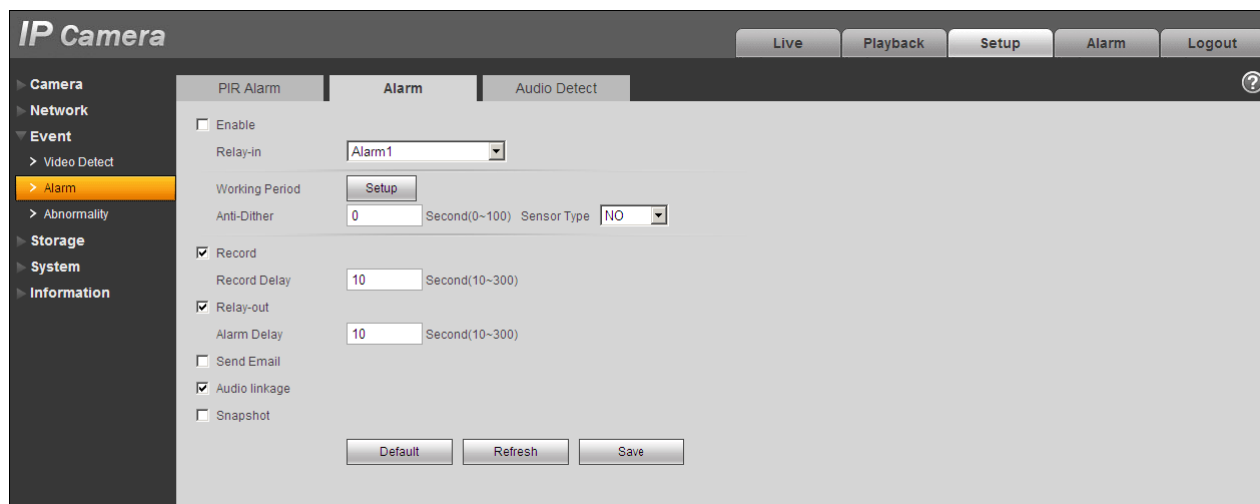 IP Camera
Live Playback Setup Alarm Logout
Camera
Network
Event
Video Detect
Alarm
Abnormality
Storage
System
Information
PIR Alarm Alarm Audio Detect
?
Enable
Relay-in Alarm1
Working Period Setup
Anti-Dither 0 Second(0~100) Sensor Type NO
Record
Record Delay 10 Second(10~300)
Relay-out
Alarm Delay 10 Second(10~300)
Send Email
Audio linkage
Snapshot
Default Refresh Save